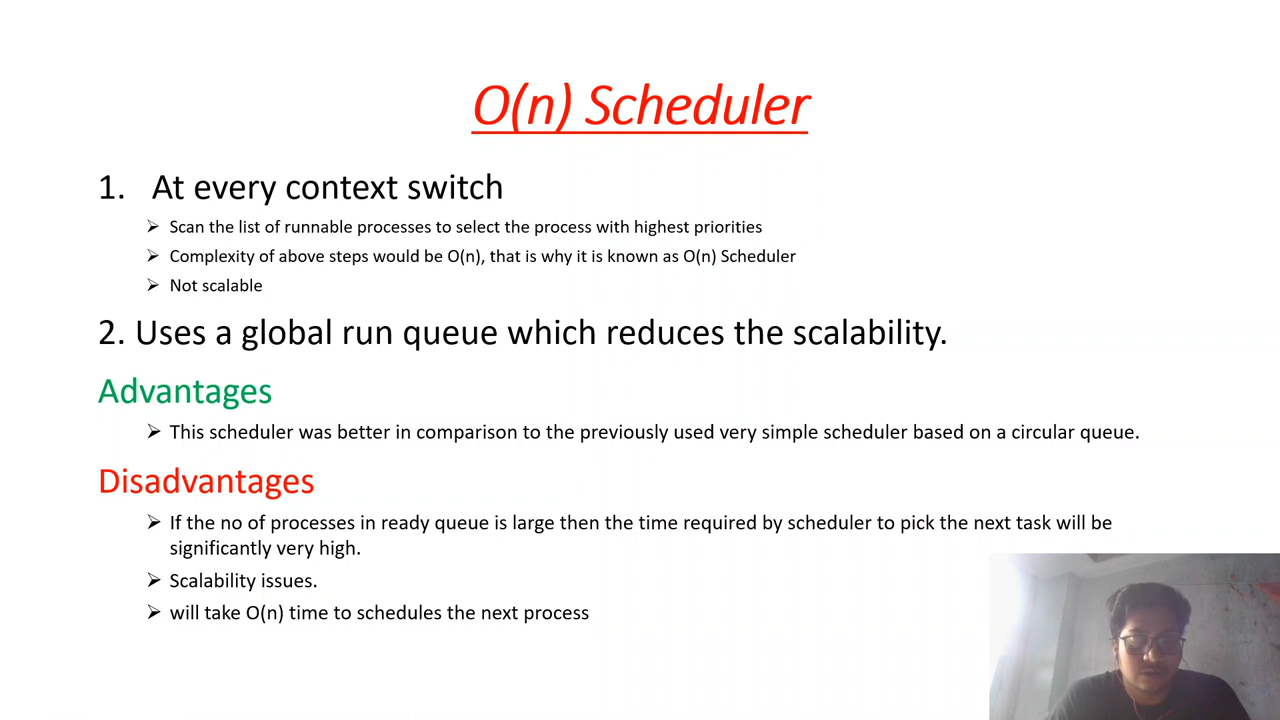 O(n) Scheduler
1. At every context switch
➢ Scan the list of runnable processes to select the process with highest priorities
➢ Complexity of above steps would be O(n), that is why it is known as O(n) Scheduler
➢ Not scalable
2. Uses a global run queue which reduces the scalability.
Advantages
➢ This scheduler was better in comparison to the previously used very simple scheduler based on a circular queue.
Disadvantages
➢ If the no of processes in ready queue is large then the time required by scheduler to pick the next task will be
significantly very high.
➢ Scalability issues.
➢ will take O(n) time to schedules the next process